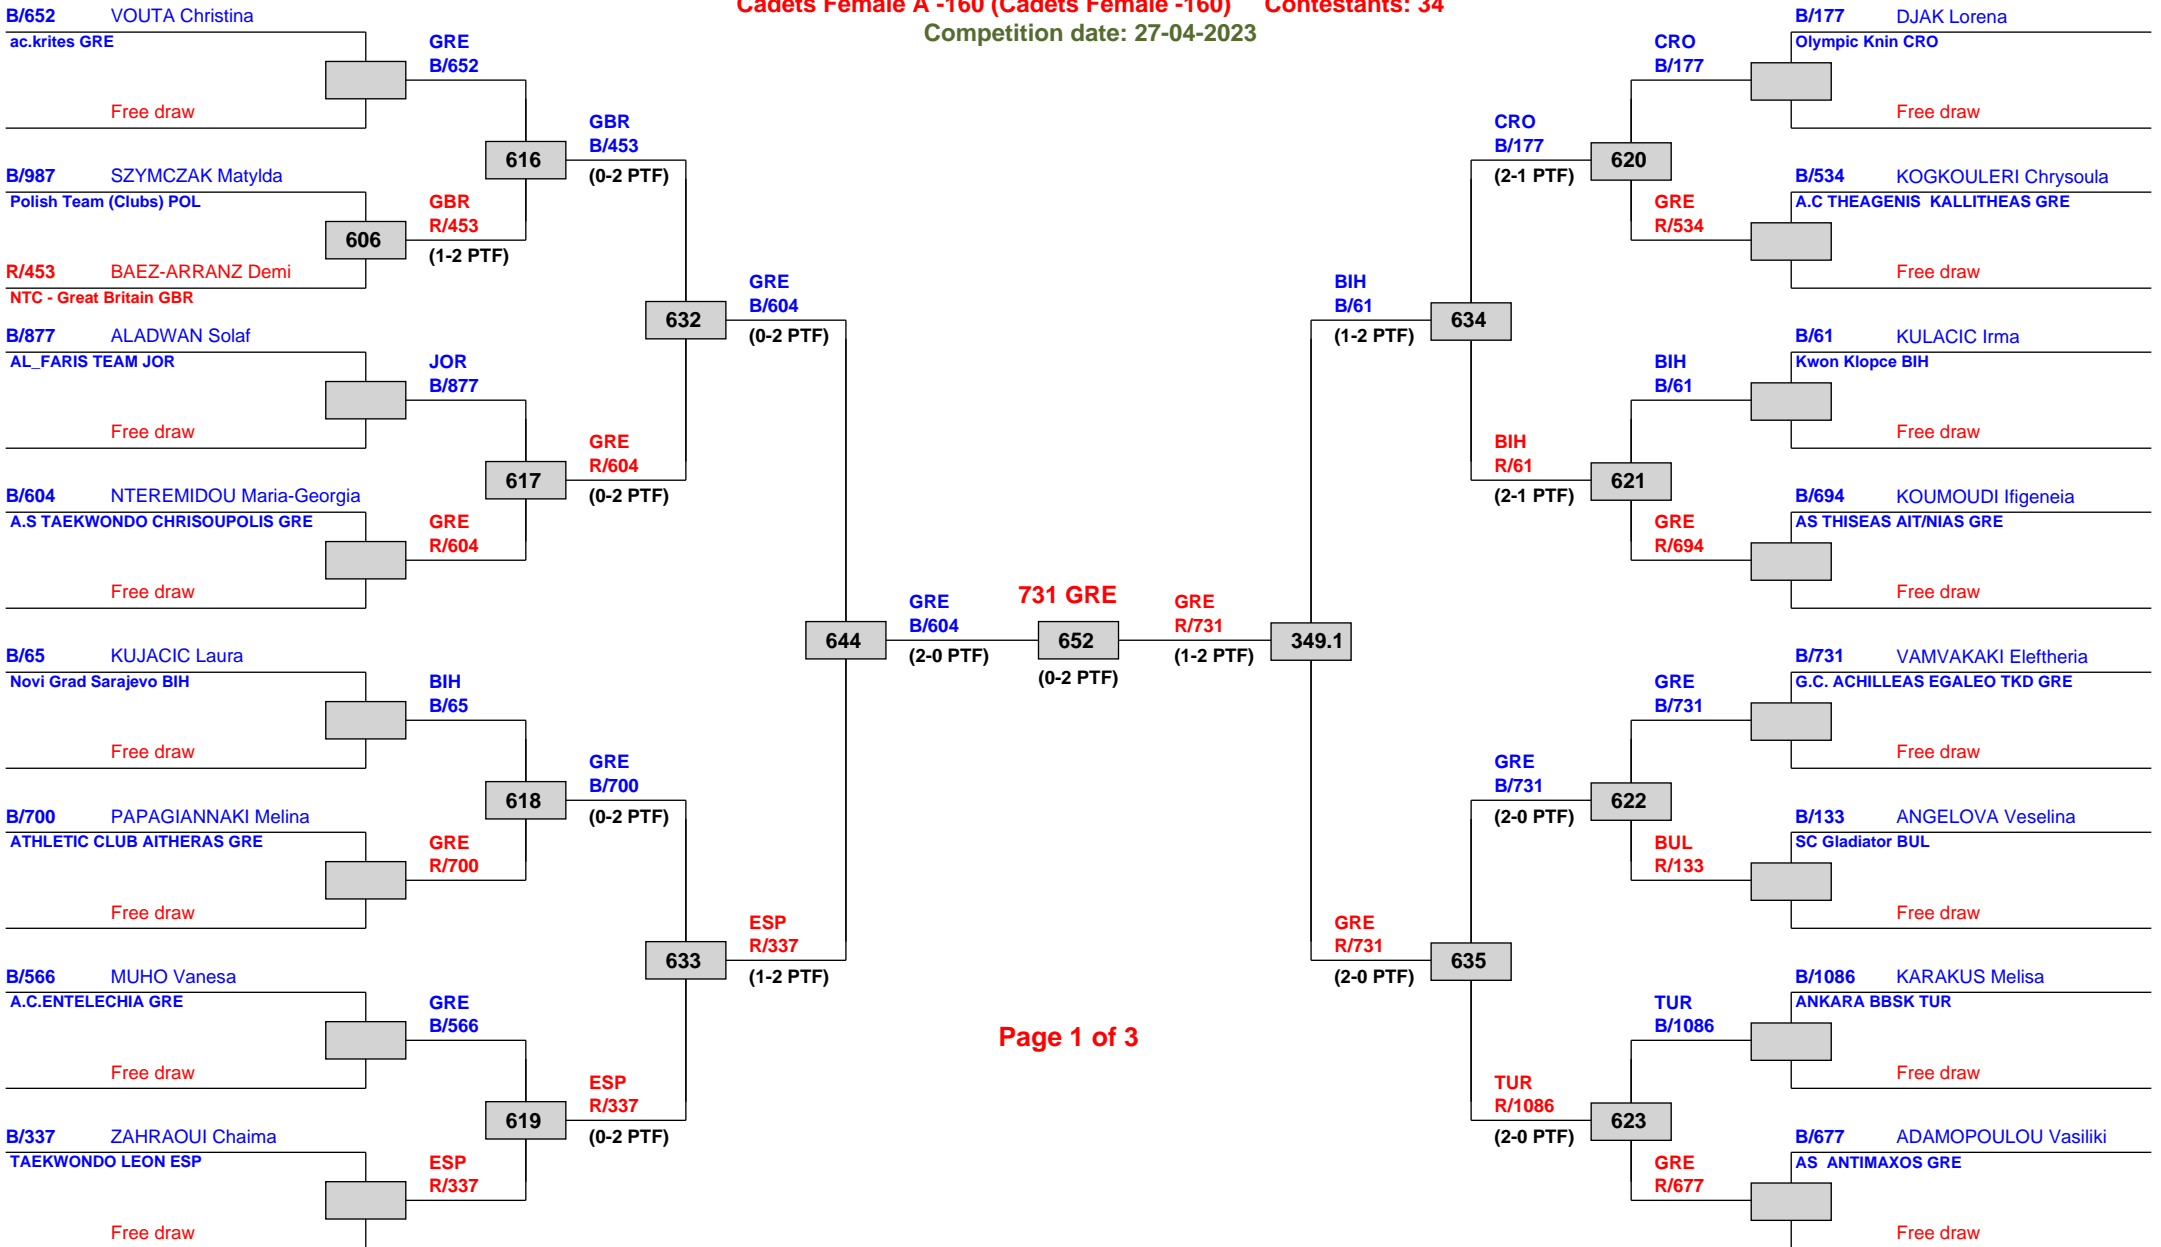 Cadets Female A -160 (Cadets Female -160) Contestants: 34
Competition date: 27-04-2023
B/652 VOUTA Christina
ac.krites GRE
Free draw
GRE
B/652
B/987 SZYMCZAK Matylda
Polish Team (Clubs) POL
606
R/453 BAEZ-ARRANZ Demi
NTC - Great Britain GBR
GBR
R/453
(1-2 PTF)
616
GBR
B/453
(0-2 PTF)
B/877 ALADWAN Solaf
AL_FARIS TEAM JOR
Free draw
JOR
B/877
B/604 NTEREMIDOU Maria-Georgia
A.S TAEKWONDO CHRISOUPOLIS GRE
Free draw
GRE
R/604
617
GRE
R/604
(0-2 PTF)
632
GRE
B/604
(0-2 PTF)
B/65 KUJACIC Laura
Novi Grad Sarajevo BIH
Free draw
BIH
B/65
B/700 PAPAGIANNAKI Melina
ATHLETIC CLUB AITHERAS GRE
Free draw
GRE
R/700
618
GRE
B/700
(0-2 PTF)
B/566 MUHO Vanesa
A.C.ENTELECHIA GRE
Free draw
GRE
B/566
B/337 ZAHRAOUI Chaima
TAEKWONDO LEON ESP
Free draw
ESP
R/337
619
ESP
R/337
(0-2 PTF)
633
ESP
R/337
(1-2 PTF)
644
GRE
B/604
(2-0 PTF)
731 GRE
652
(0-2 PTF)
GRE
R/731
(1-2 PTF)
349.1
Page 1 of 3
BIH
B/61
(1-2 PTF)
634
CRO
B/177
(2-1 PTF)
620
CRO
B/177
B/177 DJAK Lorena
Olympic Knin CRO
Free draw
GRE
R/534
B/534 KOGKOULERI Chrysoula
A.C THEAGENIS KALLITHEAS GRE
Free draw
BIH
R/61
(2-1 PTF)
621
BIH
B/61
B/61 KULACIC Irma
Kwon Klopce BIH
Free draw
GRE
R/694
B/694 KOUMOUDI Ifigeneia
AS THISEAS AIT/NIAS GRE
Free draw
GRE
R/731
(2-0 PTF)
635
GRE
B/731
(2-0 PTF)
622
GRE
B/731
B/731 VAMVAKAKI Eleftheria
G.C. ACHILLEAS EGALEO TKD GRE
Free draw
BUL
R/133
B/133 ANGELOVA Veselina
SC Gladiator BUL
Free draw
TUR
R/1086
(2-0 PTF)
623
TUR
B/1086
B/1086 KARAKUS Melisa
ANKARA BBSK TUR
Free draw
GRE
R/677
B/677 ADAMOPOULOU Vasiliki
AS ANTIMAXOS GRE
Free draw